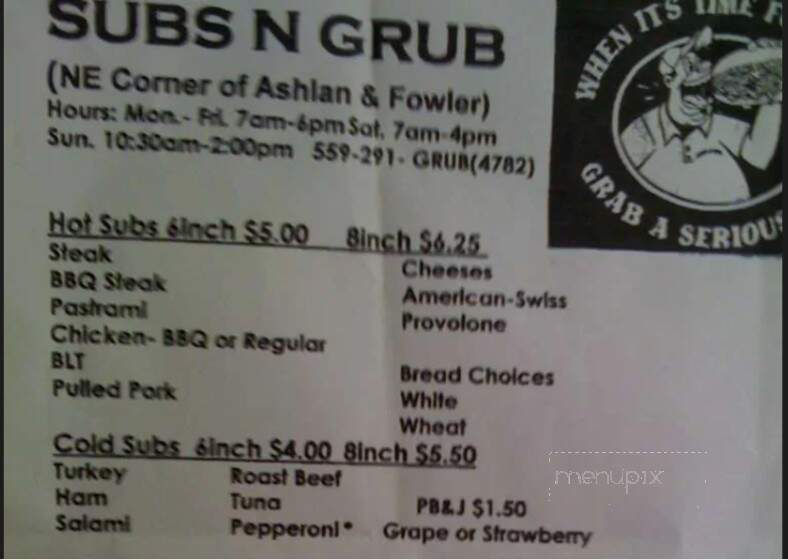 SUBS N GRUB
WHEN IT'S TIME F
(NE Corner of Ashlan & Fowler)
Hours: Mon.- Fri. 7am-6pm Sat. 7am-4pm
Sun. 10:30am-2:00pm 559-291- GRUB(4782)
GRAB A SERIOUS
Hot Subs 6inch $5.00 8inch $6.25
Steak
BBQ Steak
Pastrami
Chicken- BBQ or Regular
BLT
Pulled Pork
Cheeses
American-Swiss
Provolone
Bread Choices
White
Wheat
Cold Subs 6inch $4.00 8inch $5.50
Turkey Roast Beef
Ham Tuna PB&J $1.50
Salami Pepperoni* Grape or Strawberry
menupix